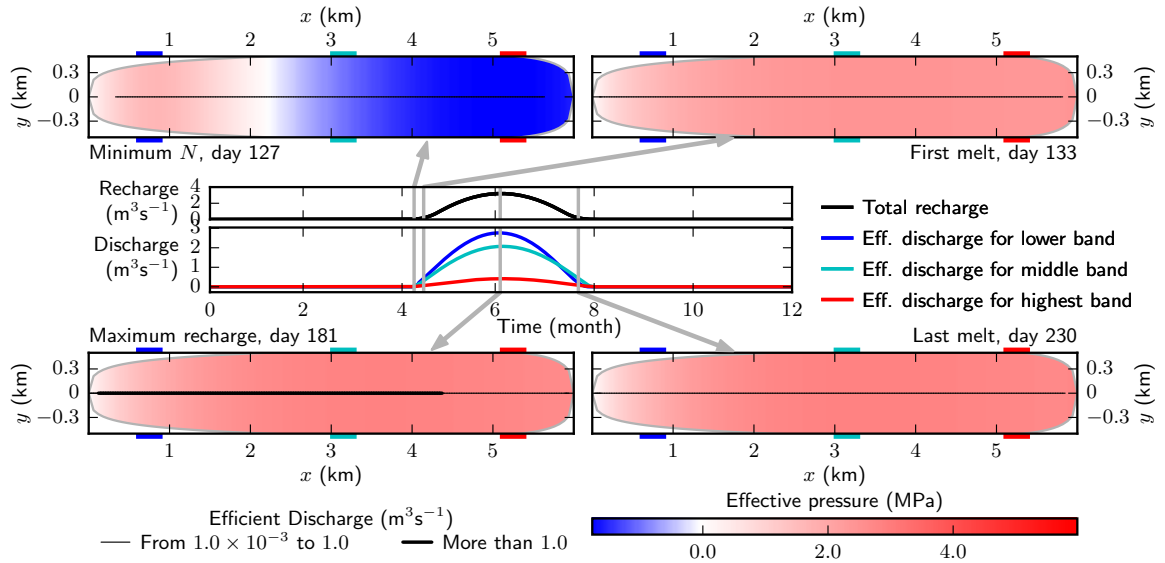 x (km)
x (km)
1 2 3 4 5
1 2 3 4 5
y (km)
0.3
0
−0.3
0.3
0
−0.3
y (km)
Minimum N, day 127
First melt, day 133
Recharge
(m³s⁻¹)
4
2
0
Discharge
(m³s⁻¹)
3
2
1
0
0 2 4 6 8 10 12
Time (month)
Total recharge
Eff. discharge for lower band
Eff. discharge for middle band
Eff. discharge for highest band
Maximum recharge, day 181
Last melt, day 230
y (km)
0.3
0
−0.3
0.3
0
−0.3
y (km)
1 2 3 4 5
1 2 3 4 5
x (km)
x (km)
Efficient Discharge (m³s⁻¹)
From 1.0 × 10⁻³ to 1.0
More than 1.0
Effective pressure (MPa)
0.0 2.0 4.0